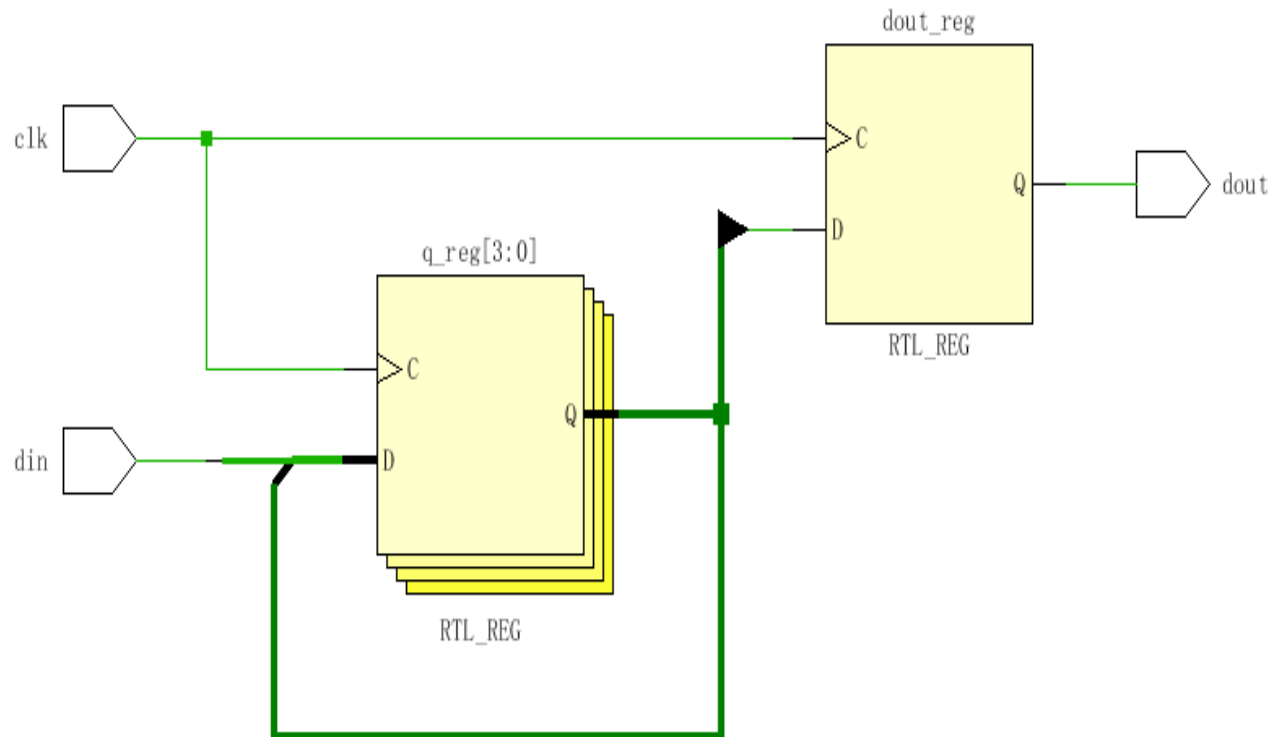 dout_reg
clk
C
Q
dout
D
q_reg[3:0]
RTL_REG
C
Q
din
D
RTL_REG